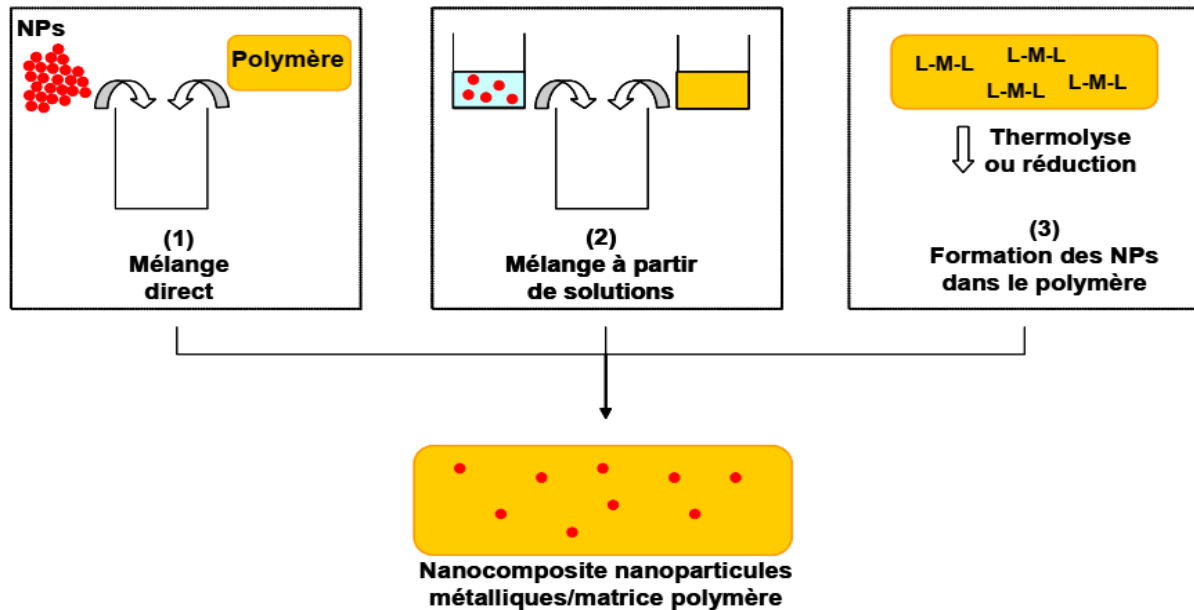 NPs
Polymère
(1)
Mélange
direct
(2)
Mélange à partir
de solutions
L-M-L
L-M-L
L-M-L
L-M-L
Thermolyse
ou réduction
(3)
Formation des NPs
dans le polymère
Nanocomposite nanoparticules
métalliques/matrice polymère